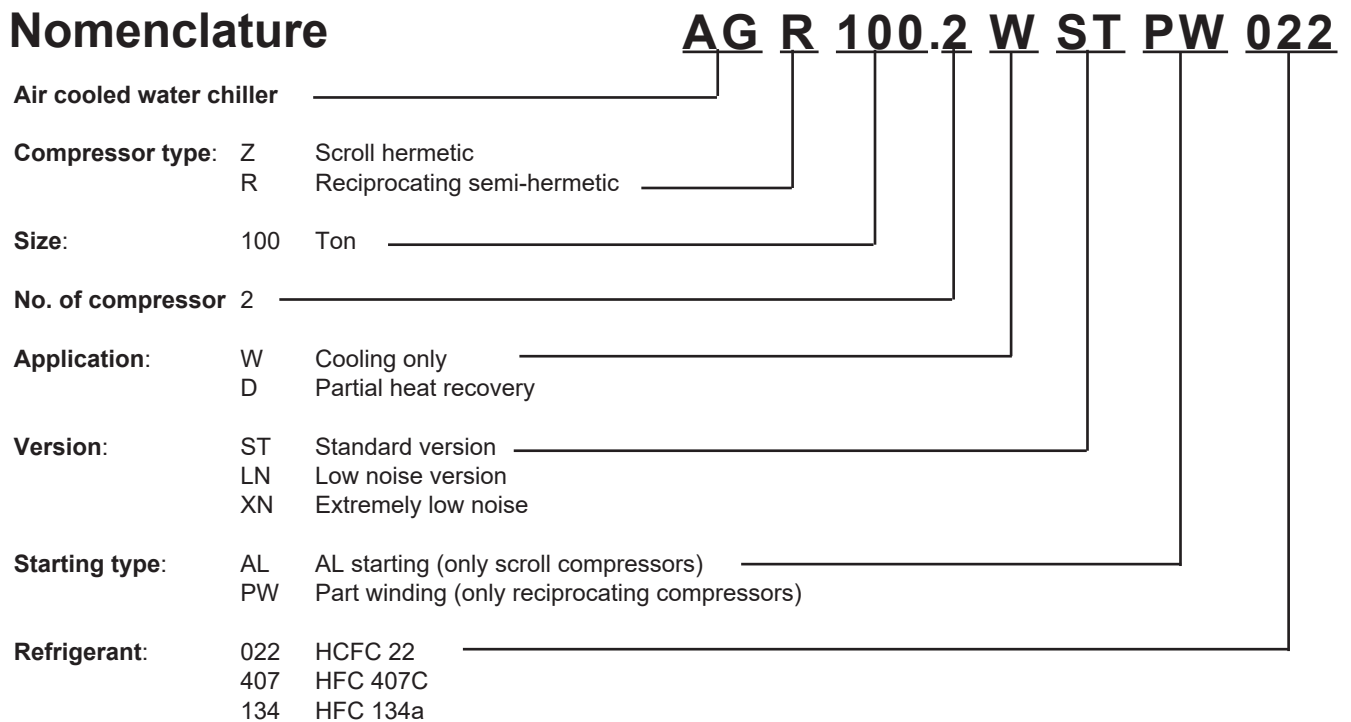 Nomenclature AG R 100.2 W ST PW 022
Air cooled water chiller
Compressor type: Z Scroll hermetic
R Reciprocating semi-hermetic
Size: 100 Ton
No. of compressor 2
Application: W Cooling only
D Partial heat recovery
Version: ST Standard version
LN Low noise version
XN Extremely low noise
Starting type: AL AL starting (only scroll compressors)
PW Part winding (only reciprocating compressors)
Refrigerant: 022 HCFC 22
407 HFC 407C
134 HFC 134a